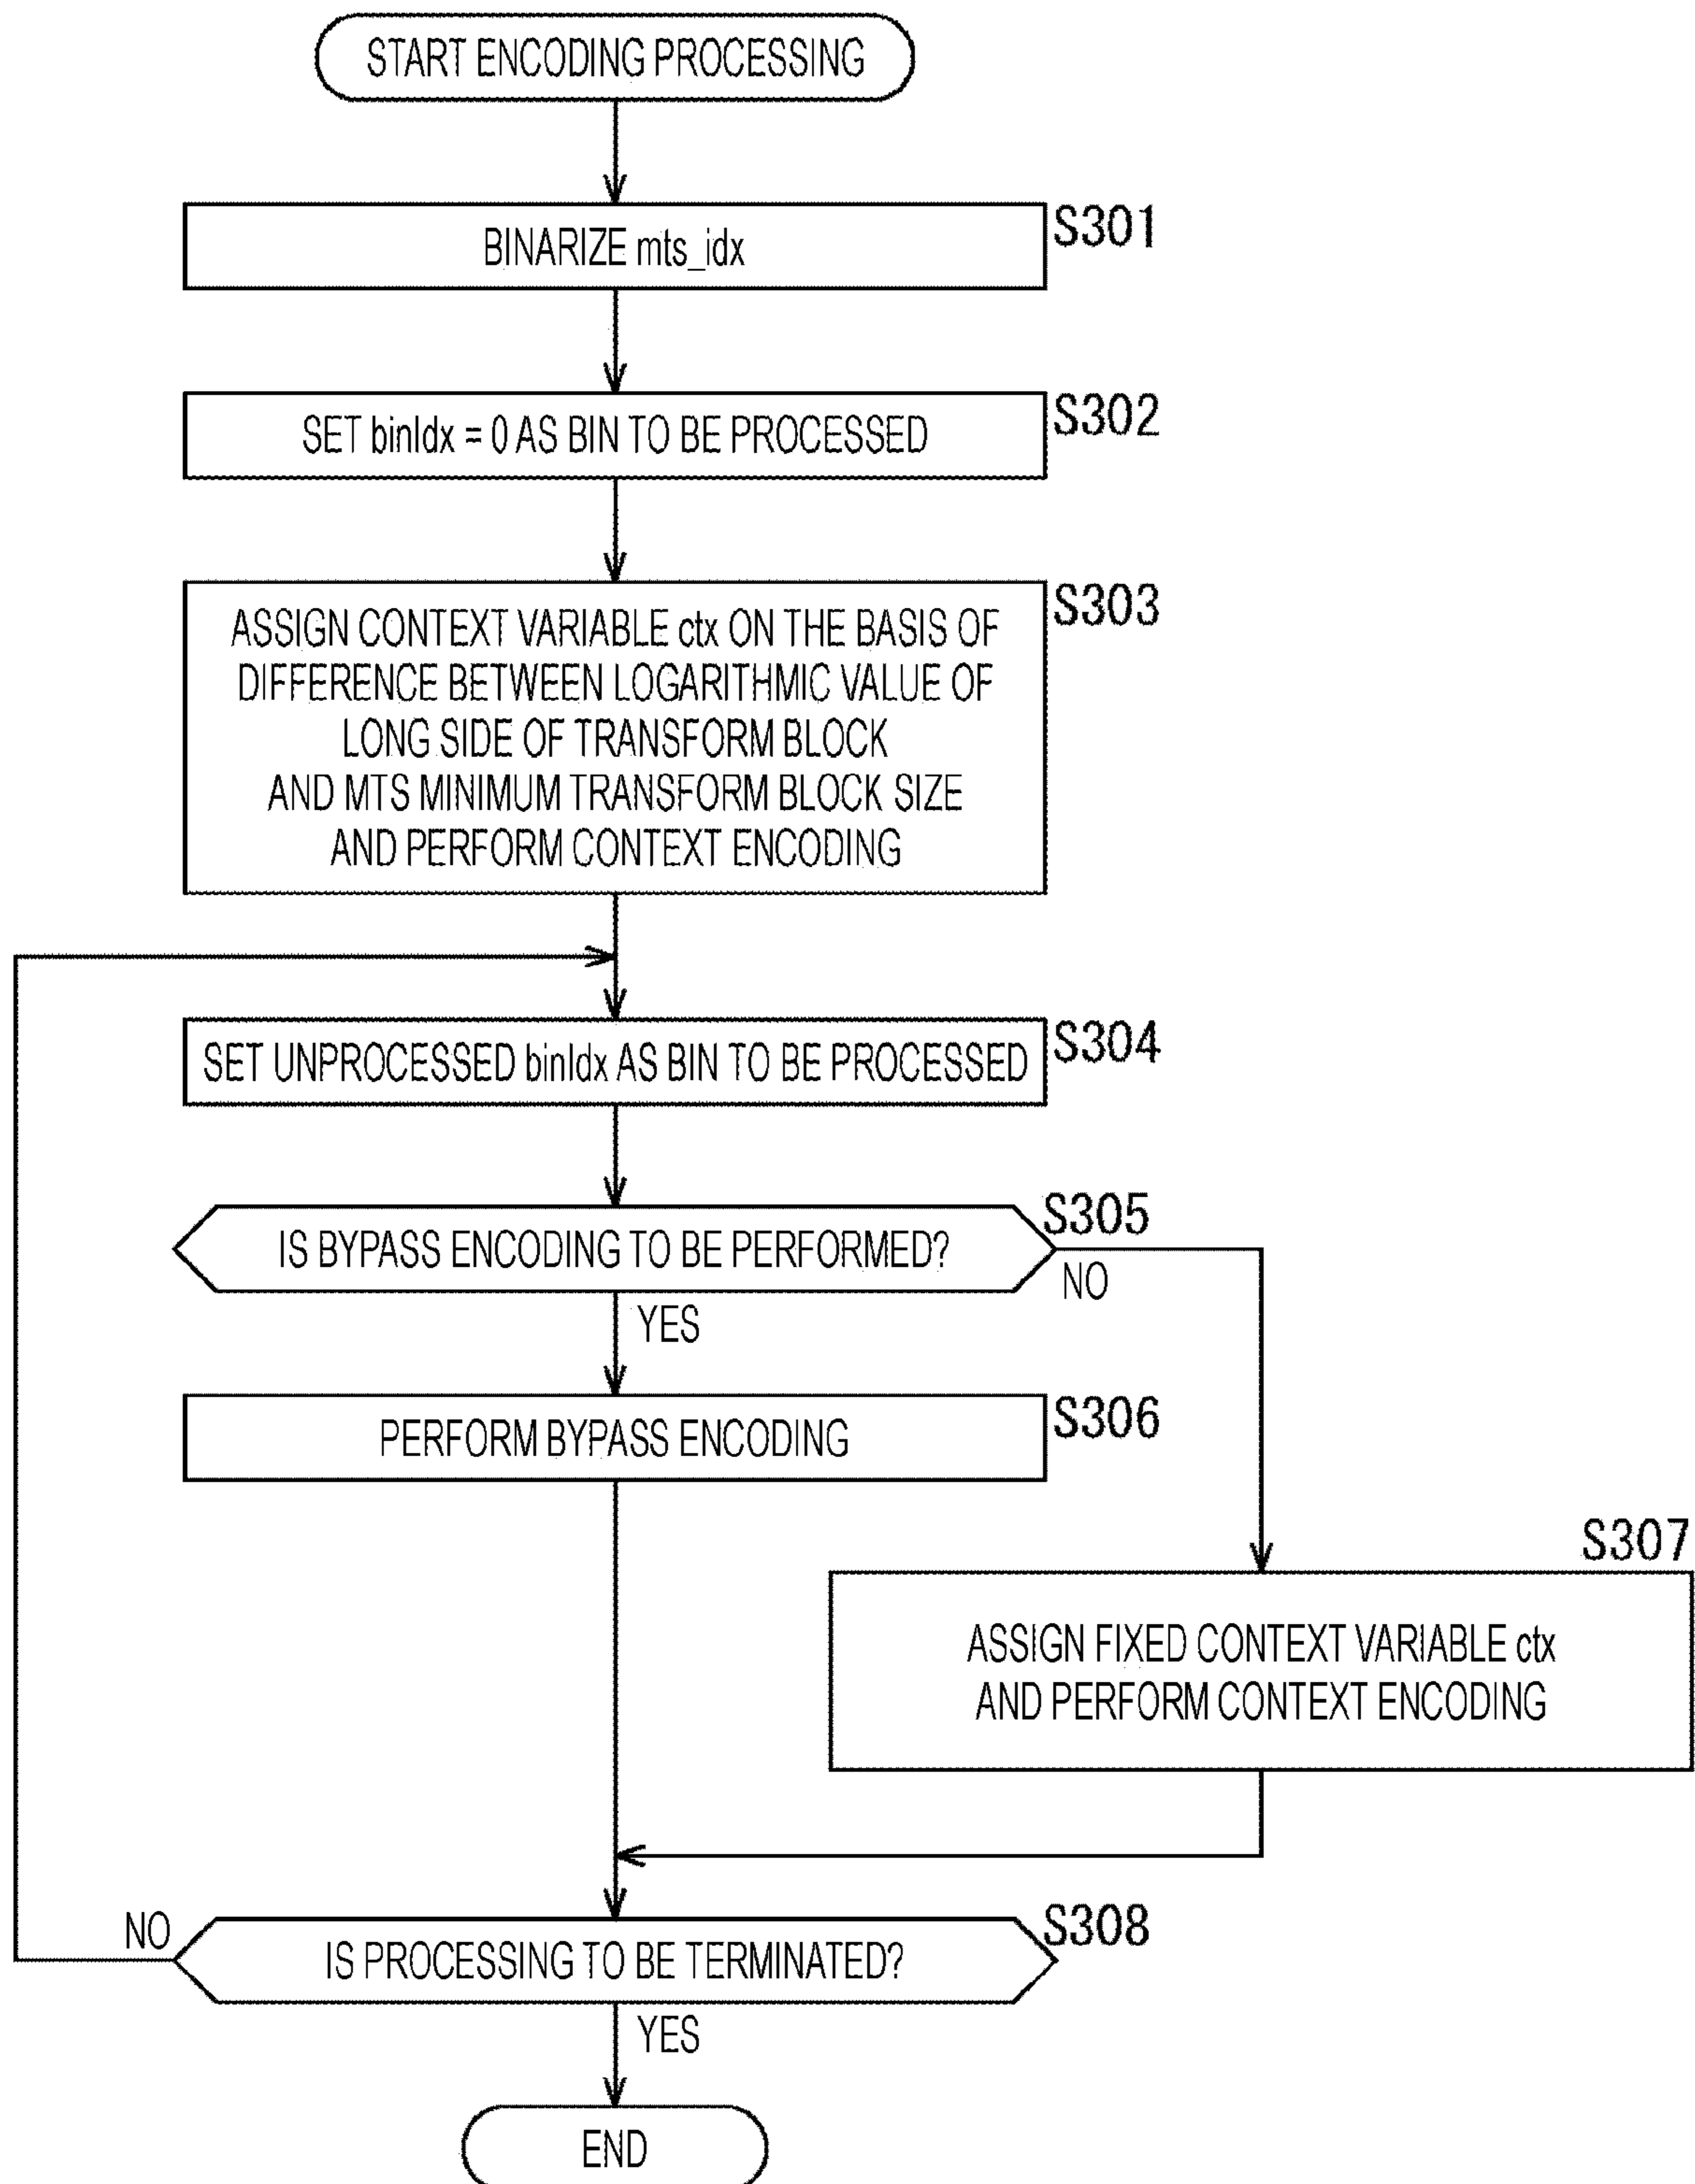 START ENCODING PROCESSING
S301
BINARIZE mts_idx
S302
SET binIdx = 0 AS BIN TO BE PROCESSED
S303
ASSIGN CONTEXT VARIABLE ctx ON THE BASIS OF
DIFFERENCE BETWEEN LOGARITHMIC VALUE OF
LONG SIDE OF TRANSFORM BLOCK
AND MTS MINIMUM TRANSFORM BLOCK SIZE
AND PERFORM CONTEXT ENCODING
S304
SET UNPROCESSED binIdx AS BIN TO BE PROCESSED
S305
IS BYPASS ENCODING TO BE PERFORMED?
NO
YES
S306
PERFORM BYPASS ENCODING
S307
ASSIGN FIXED CONTEXT VARIABLE ctx
AND PERFORM CONTEXT ENCODING
NO
S308
IS PROCESSING TO BE TERMINATED?
YES
END